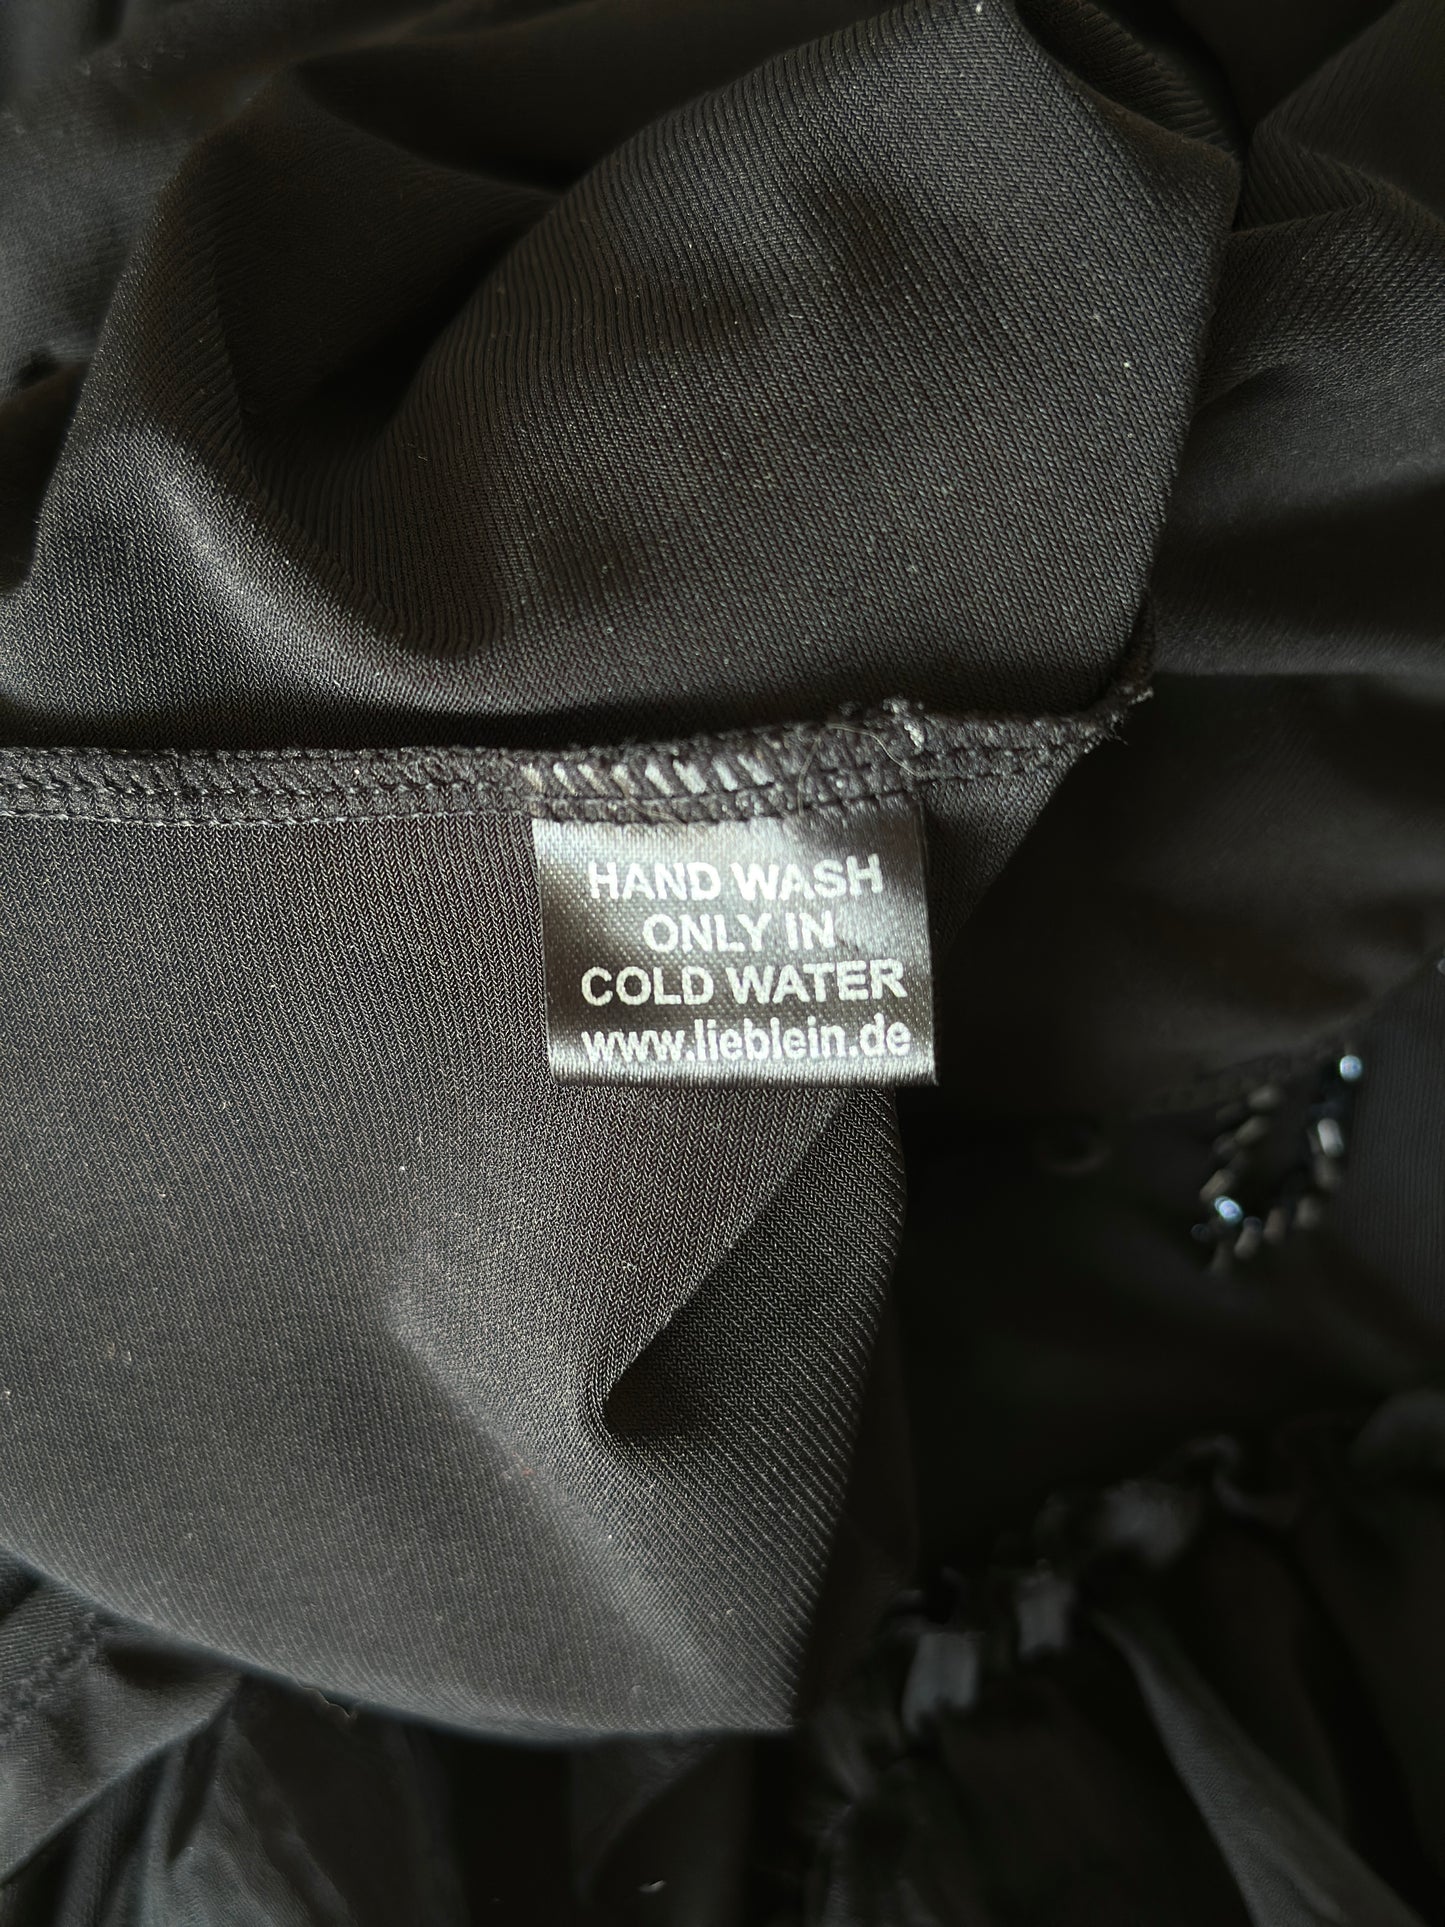 HAND WASH
ONLY IN
COLD WATER
www.lieblein.de